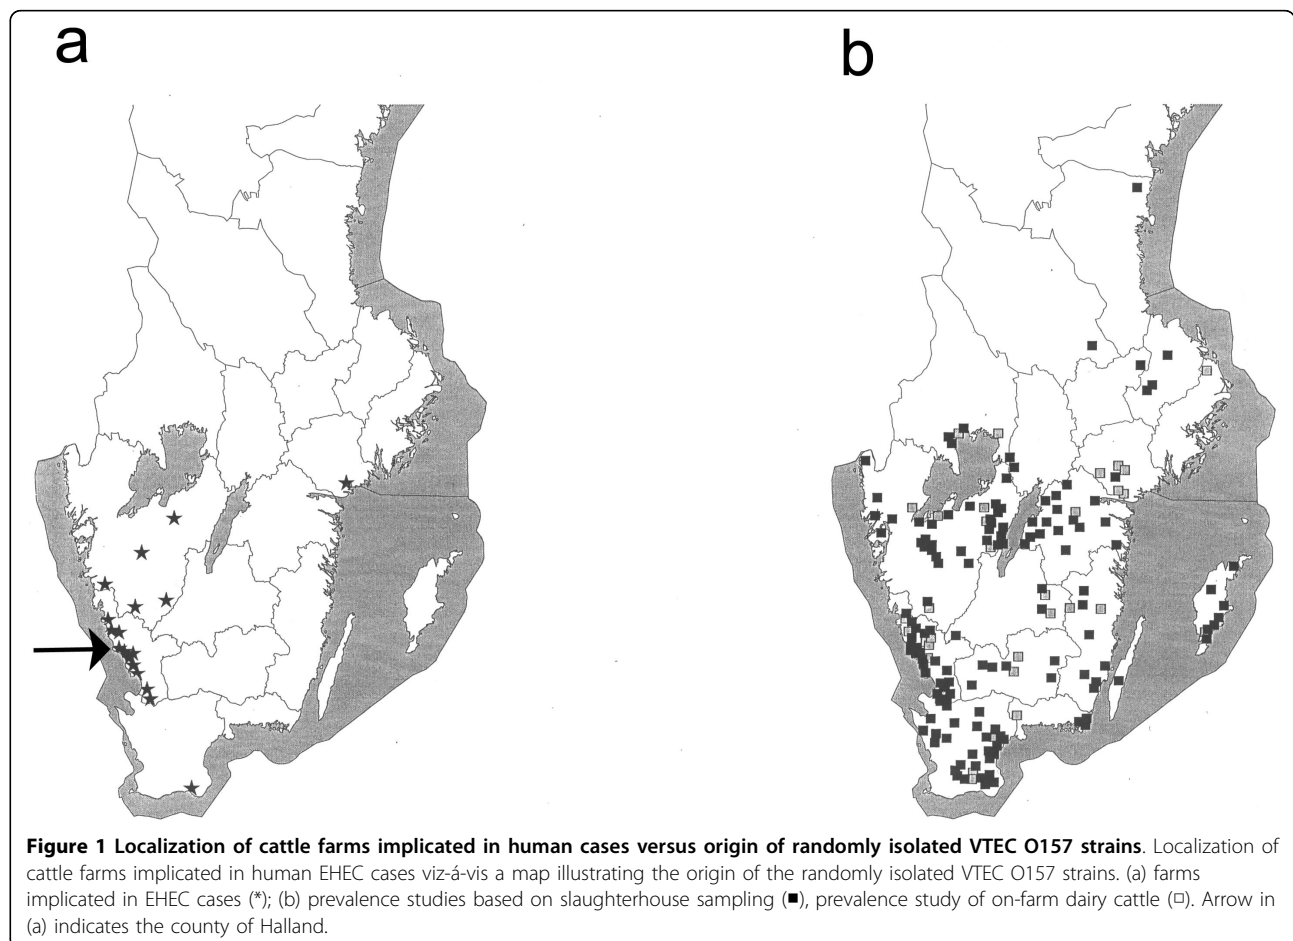 a
b
Figure 1 Localization of cattle farms implicated in human cases versus origin of randomly isolated VTEC O157 strains. Localization of
cattle farms implicated in human EHEC cases viz-á-vis a map illustrating the origin of the randomly isolated VTEC O157 strains. (a) farms
implicated in EHEC cases (*); (b) prevalence studies based on slaughterhouse sampling (■), prevalence study of on-farm dairy cattle (□). Arrow in
(a) indicates the county of Halland.